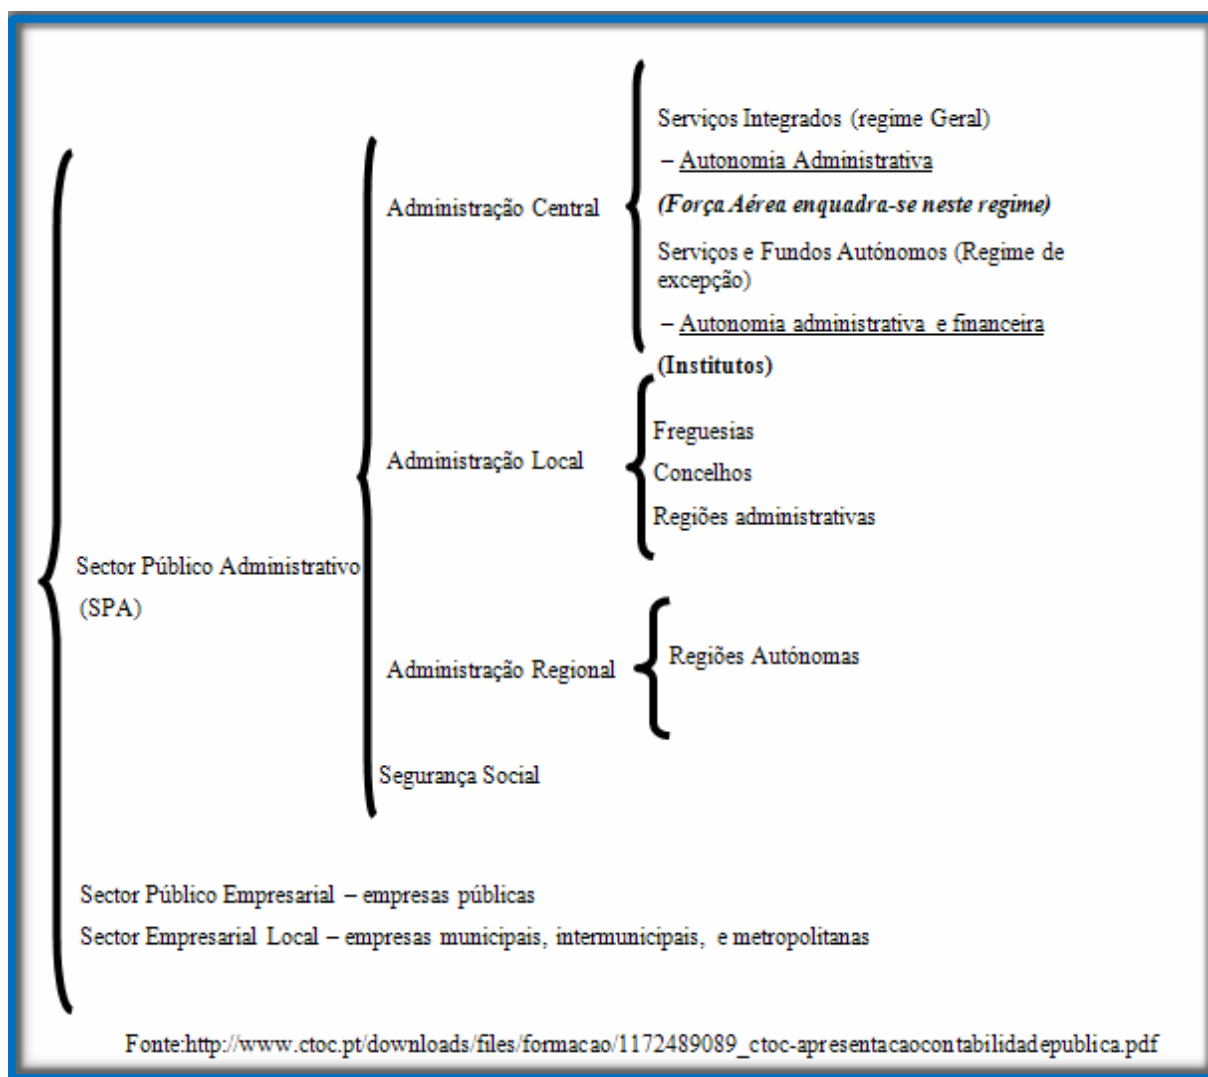 Serviços Integrados (regime Geral)
– Autonomia Administrativa
Administração Central
(Força Aérea enquadra-se neste regime)
Serviços e Fundos Autónomos (Regime de
excepção)
– Autonomia administrativa e financeira
(Institutos)
Freguesias
Administração Local
Concelhos
Regiões administrativas
Sector Público Administrativo
(SPA)
Regiões Autónomas
Administração Regional
Segurança Social
Sector Público Empresarial – empresas públicas
Sector Empresarial Local – empresas municipais, intermunicipais, e metropolitanas
Fonte:http://www.ctoc.pt/downloads/files/formacao/1172489089_ctoc-apresentacaocontabilidadepublica.pdf